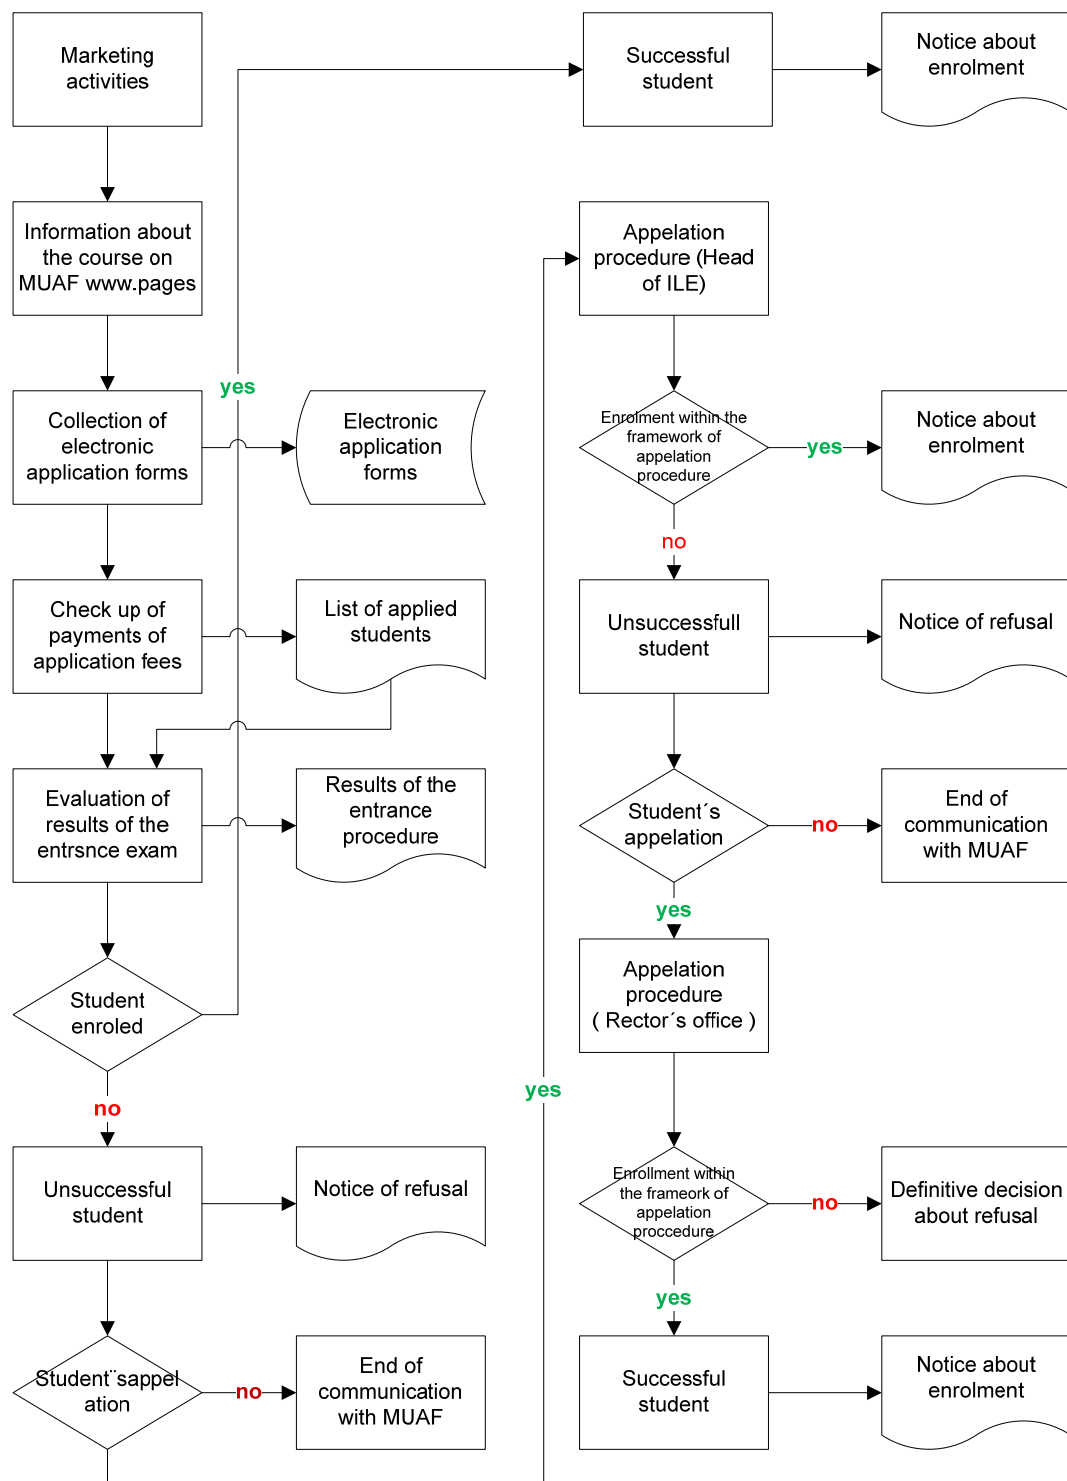 Marketing
activities
Information about
the course on
MUAF www.pages
Collection of
electronic
application forms
Electronic
application
forms
Check up of
payments of
application fees
List of applied
students
Evaluation of
results of the
entrsnce exam
Results of the
entrance
procedure
Student
enroled
yes
no
Unsuccessful
student
Notice of refusal
Student¨sappel
ation
no
End of
communication
with MUAF
yes
Successful
student
Notice about
enrolment
Appelation
procedure (Head
of ILE)
Enrolment within the
framework of
appelation
procedure
yes
Notice about
enrolment
no
Unsuccessfull
student
Notice of refusal
Student´s
appelation
no
End of
communication
with MUAF
yes
Appelation
procedure
( Rector´s office )
Enrollment within
the frameork of
appelation
proccedure
no
Definitive decision
about refusal
yes
Successful
student
Notice about
enrolment